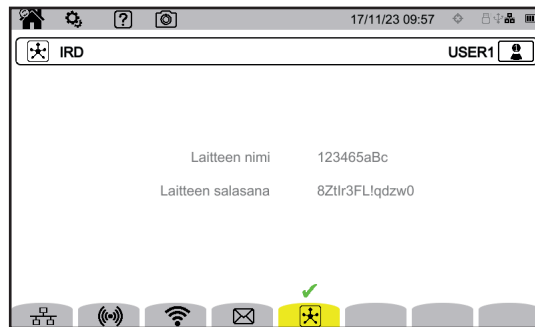 17/11/23 09:57
IRD USER1
Laitteen nimi 123465aBc
Laitteen salasana 8ZtIr3FL!qdzw0